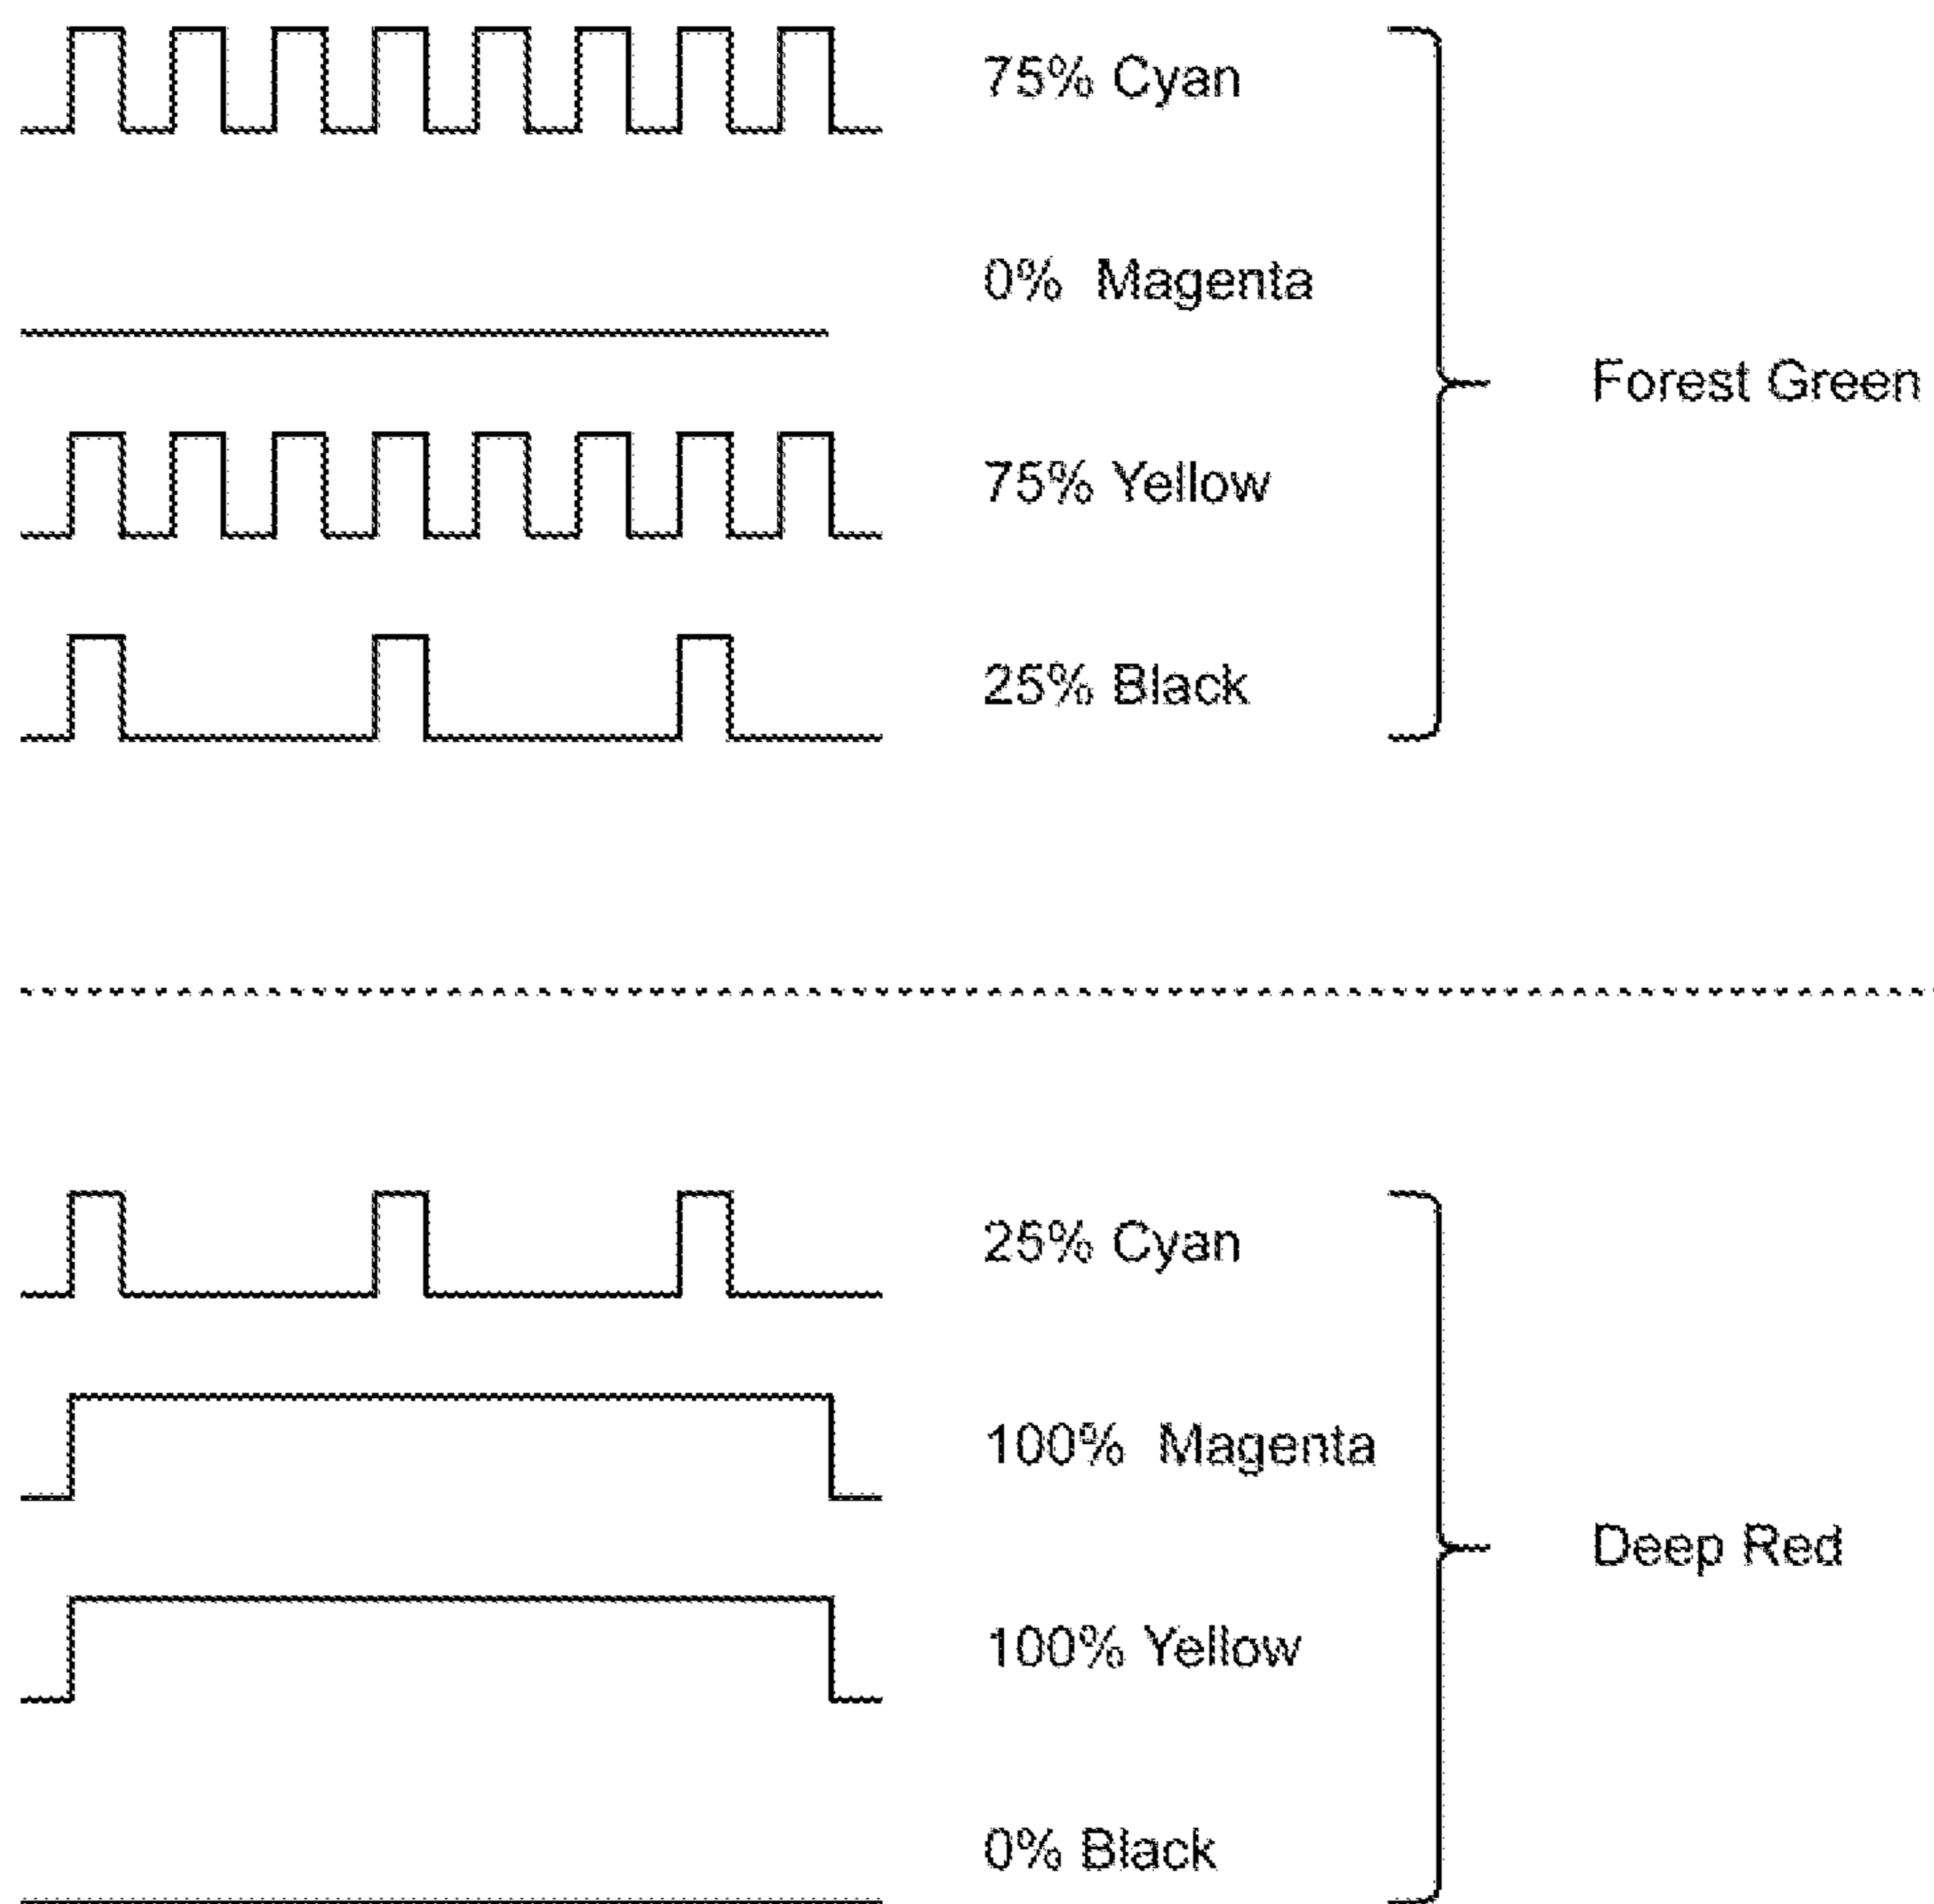 75% Cyan
0% Magenta
Forest Green
75% Yellow
25% Black
25% Cyan
100% Magenta
Deep Red
100% Yellow
0% Black